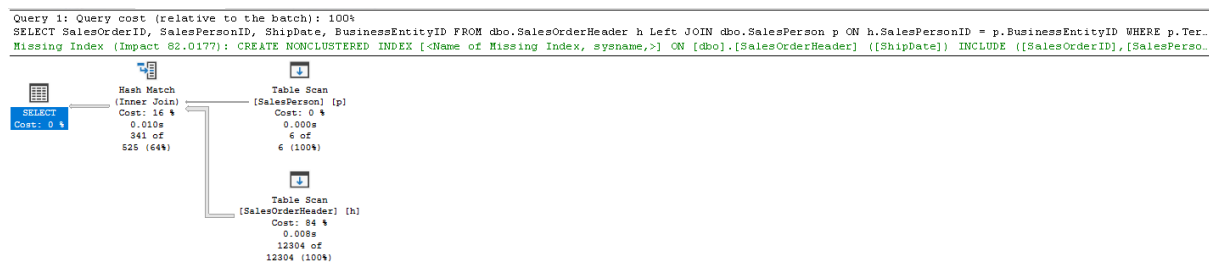 Query 1: Query cost (relative to the batch): 100%
SELECT SalesOrderID, SalesPersonID, ShipDate, BusinessEntityID FROM dbo.SalesOrderHeader h Left JOIN dbo.SalesPerson p ON h.SalesPersonID = p.BusinessEntityID WHERE p.Ter…
Missing Index (Impact 82.0177): CREATE NONCLUSTERED INDEX [<Name of Missing Index, sysname,>] ON [dbo].[SalesOrderHeader] ([ShipDate]) INCLUDE ([SalesOrderID],[SalesPerso…
SELECT
Cost: 0 %
Hash Match
(Inner Join)
Cost: 16 %
0.010s
341 of
525 (64%)
Table Scan
[SalesPerson] [p]
Cost: 0 %
0.000s
6 of
6 (100%)
Table Scan
[SalesOrderHeader] [h]
Cost: 84 %
0.008s
12304 of
12304 (100%)